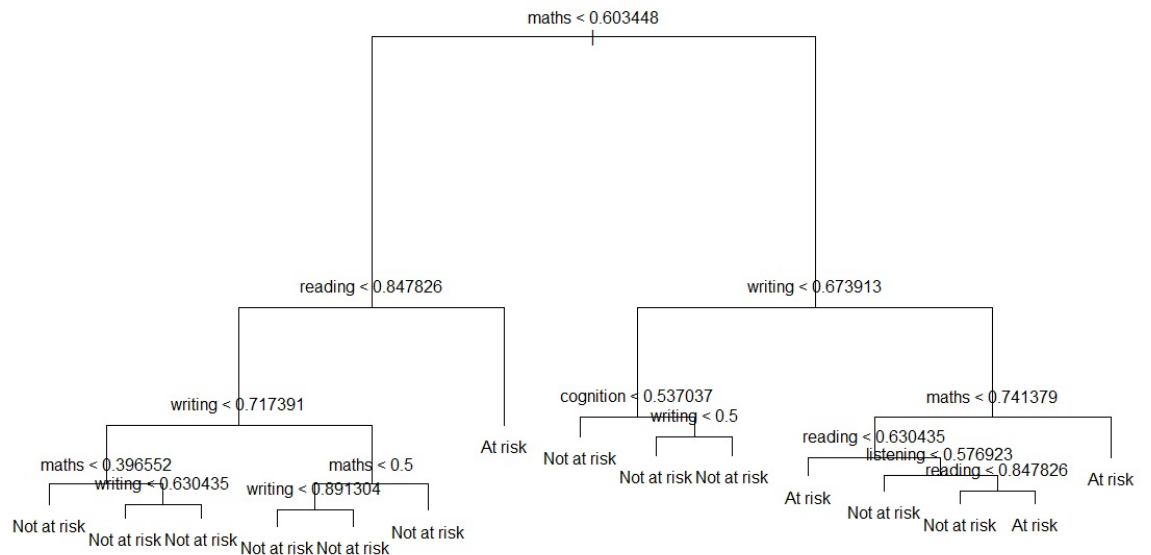 maths < 0.603448
reading < 0.847826
writing < 0.673913
cognition < 0.537037
maths < 0.741379
writing < 0.717391
writing < 0.5
At risk
Not at risk
reading < 0.630435
listening < 0.576923
reading < 0.847826
maths < 0.396552
maths < 0.5
writing < 0.630435
writing < 0.891304
Not at risk
Not at risk
At risk
At risk
Not at risk
Not at risk
At risk
Not at risk
Not at risk
Not at risk
Not at risk
Not at risk
Not at risk